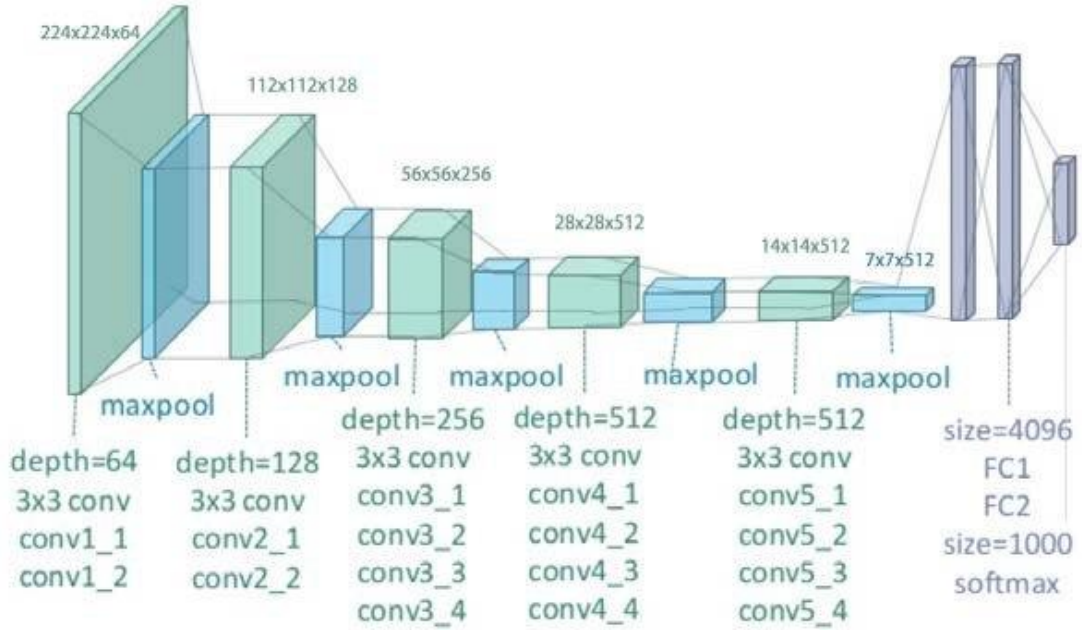 224x224x64
112x112x128
56x56x256
28x28x512
14x14x512
7x7x512
maxpool
maxpool
maxpool
maxpool
maxpool
depth=64
3x3 conv
conv1_1
conv1_2
depth=128
3x3 conv
conv2_1
conv2_2
depth=256
3x3 conv
conv3_1
conv3_2
conv3_3
conv3_4
depth=512
3x3 conv
conv4_1
conv4_2
conv4_3
conv4_4
depth=512
3x3 conv
conv5_1
conv5_2
conv5_3
conv5_4
size=4096
FC1
FC2
size=1000
softmax